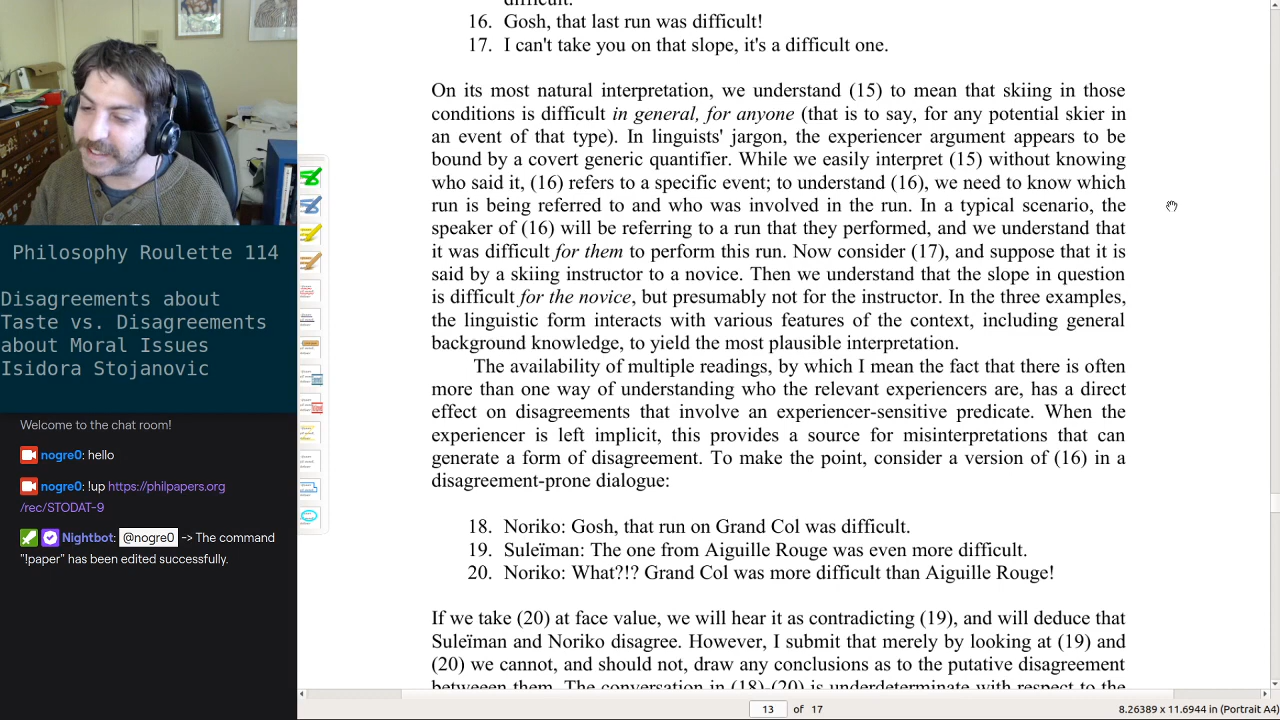 difficult.
16. Gosh, that last run was difficult!
17. I can't take you on that slope, it's a difficult one.
On its most natural interpretation, we understand (15) to mean that skiing in those
conditions is difficult in general for anyone (that is to say, for any potential skier in
an event of that type). In linguistic jargon, the experiencer argument appears to be
by a covert generic While we easily interpret (15)
who said it, (16) to a specific to understand (16), we need to know which
run is being referred to and who was involved in the run. In a typical scenario, the
speaker of (16) will be referring to a run that they performed, and we understand that
it was difficult for them to perform that run. Now consider (17), and suppose that it is
said by a skiing instructor to a novice. Then we understand that the slope in question
is difficult for the novice, but presumably not for the instructor. In all three examples,
the linguistic material interacts with various features of the context, including general
background knowledge, to yield the most plausible interpretation.
The availability of multiple readings, by which I mean the fact that there is often
more than one way of understanding who the relevant experiencer is, has a direct
effect on disagreements that involve an experiencer-sensitive predicate. When the
experiencer is left implicit, this provides a source for misinterpretations that can
generate a form of disagreement. To make the point, consider a version of (16) in a
disagreement-prone dialogue:
18. Noriko: Gosh, that run on Grand Col was difficult.
19. Suleïman: The one from Aiguille Rouge was even more difficult.
20. Noriko: What?!? Grand Col was more difficult than Aiguille Rouge!
If we take (20) at face value, we will hear it as contradicting (19), and will deduce that
Suleïman and Noriko disagree. However, I submit that merely by looking at (19) and
(20) we cannot, and should not, draw any conclusions as to the putative disagreement
betweeen them. The conversation in (18)-(20) is underdeterminate with respect to the
Philosophy Roulette 114
Disagreements about
Taste vs. Disagreements
about Moral Issues
Isidora Stojanovic
Welcome to the chat room!
nogre0: hello
nogre0: !up https://philpapers.org
/rec/STODAT-9
Nightbot: @nogre0 -> The command
"!paper" has been edited successfully.
13 of 17
8.26389 x 11.6944 in (Portrait A4)